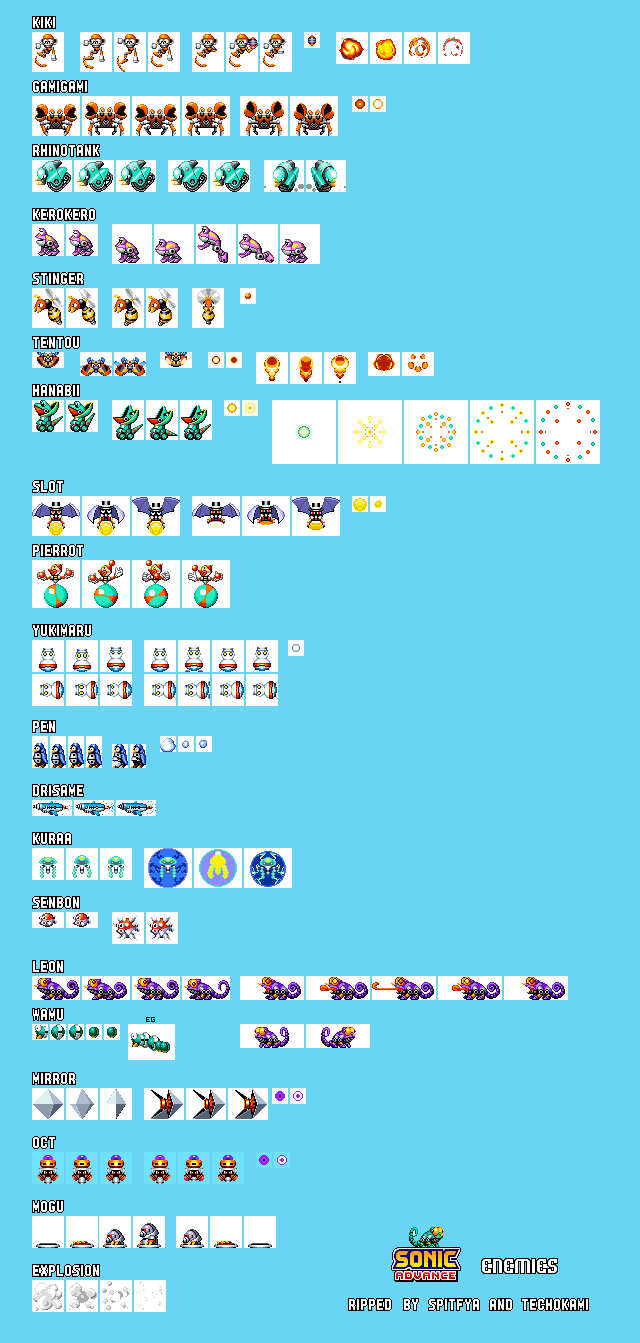 KIKI
GAMIGAMI
RHINOTANK
KEROKERO
STINGER
TENTOU
HANABII
SLOT
PIERROT
YUKIMARU
PEN
DRISAME
KURAA
SENBON
LEON
WAMU
EG
MIRROR
OCT
MOGU
EXPLOSION
SONIC
ADVANCE
ENEMIES
RIPPED BY SPITFYA AND TECHOKAMI